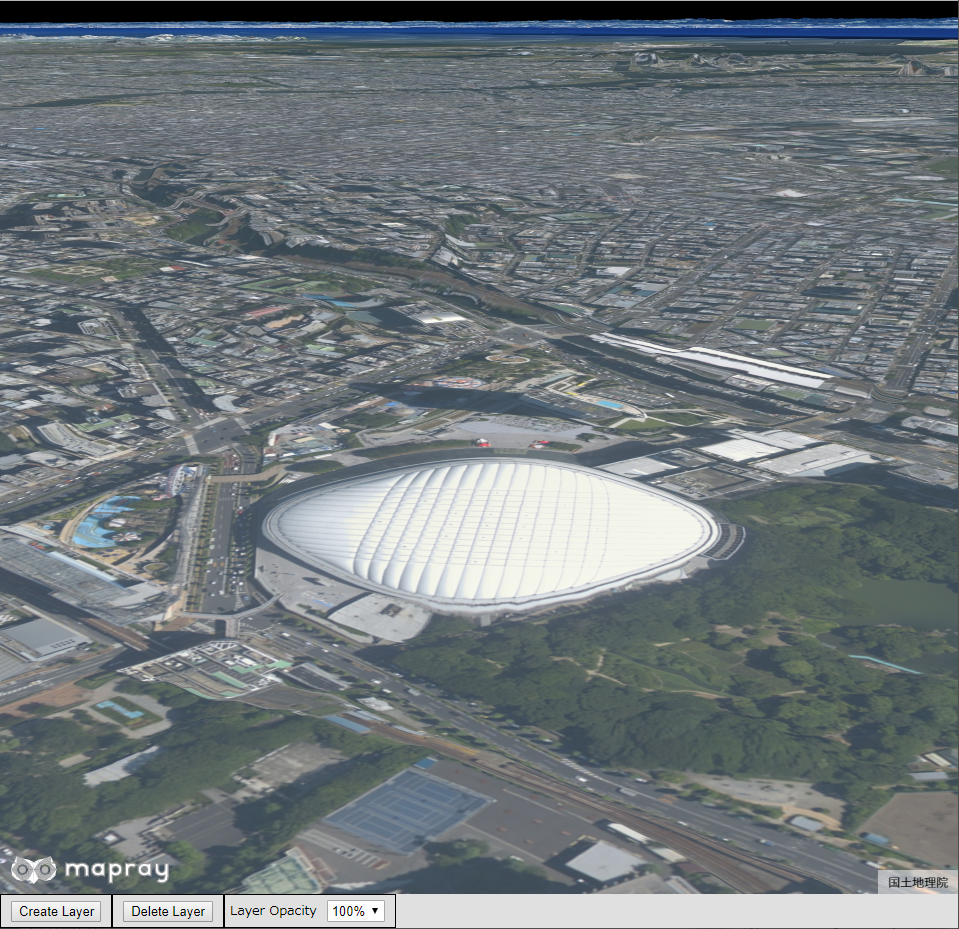 mapray
国土地理院
Create Layer
Delete Layer
Layer Opacity
100%